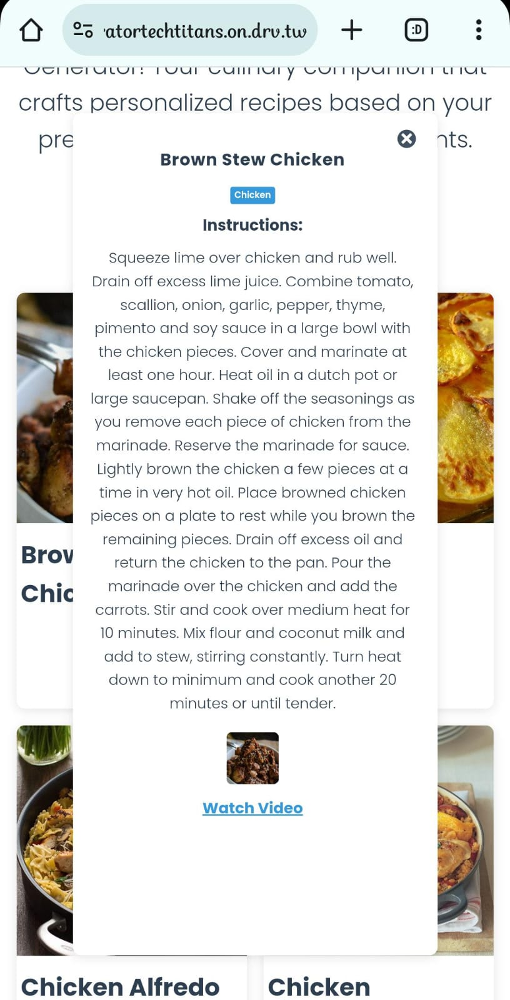 atortechtitans.on.drv.tw
:D
Generator! Your culinary companion that
crafts personalized recipes based on your
pre
nts.
Brown Stew Chicken
Chicken
Instructions:
Squeeze lime over chicken and rub well.
Drain off excess lime juice. Combine tomato,
scallion, onion, garlic, pepper, thyme,
pimento and soy sauce in a large bowl with
the chicken pieces. Cover and marinate at
least one hour. Heat oil in a dutch pot or
large saucepan. Shake off the seasonings as
you remove each piece of chicken from the
marinade. Reserve the marinade for sauce.
Lightly brown the chicken a few pieces at a
time in very hot oil. Place browned chicken
pieces on a plate to rest while you brown the
remaining pieces. Drain off excess oil and
return the chicken to the pan. Pour the
marinade over the chicken and add the
carrots. Stir and cook over medium heat for
10 minutes. Mix flour and coconut milk and
add to stew, stirring constantly. Turn heat
down to minimum and cook another 20
minutes or until tender.
Watch Video
Brow
Chic
Chicken Alfredo
Chicken